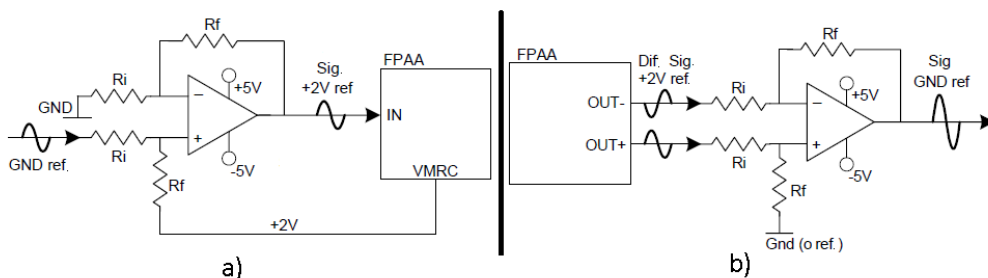 Rf
Ri
GND
−
+5V
Sig.
+2V ref
FPAA
IN
Ri
+
GND ref.
-5V
Rf
VMRC
+2V
a)
FPAA
Dif. Sig.
+2V ref.
Rf
Sig
GND
ref
OUT-
Ri
−
+5V
OUT+
Ri
+
-5V
Rf
Gnd (o ref.)
b)